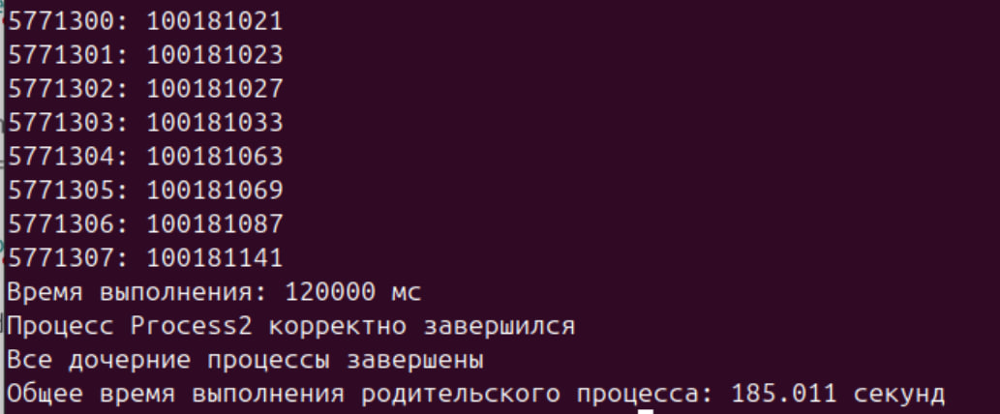 5771300: 100181021
5771301: 100181023
5771302: 100181027
5771303: 100181033
5771304: 100181063
5771305: 100181069
5771306: 100181087
5771307: 100181141
Время выполнения: 120000 мс
Процесс Process2 корректно завершился
Все дочерние процессы завершены
Общее время выполнения родительского процесса: 185.011 секунд